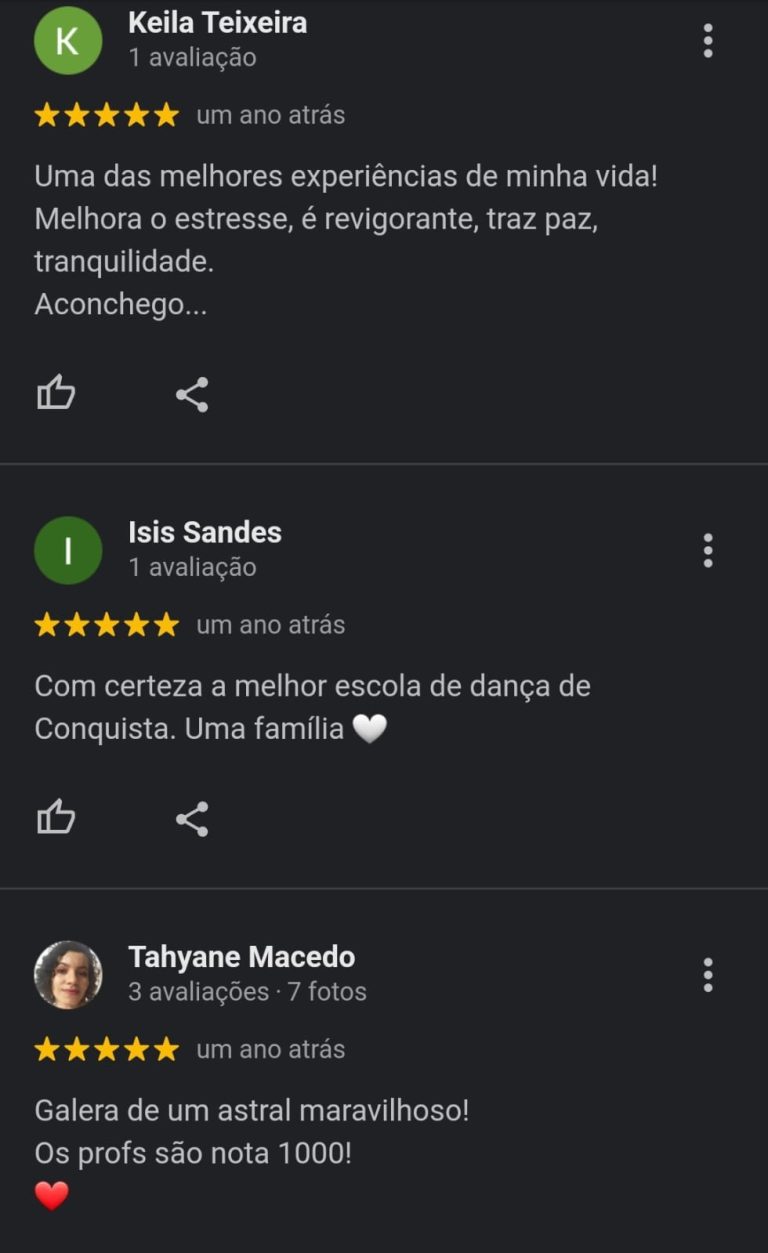 K
Keila Teixeira
1 avaliação
um ano atrás
Uma das melhores experiências de minha vida!
Melhora o estresse, é revigorante, traz paz,
tranquilidade.
Aconchego...
I
Isis Sandes
1 avaliação
um ano atrás
Com certeza a melhor escola de dança de
Conquista. Uma família 🤍
Tahyane Macedo
3 avaliações · 7 fotos
um ano atrás
Galera de um astral maravilhoso!
Os profs são nota 1000!
❤️